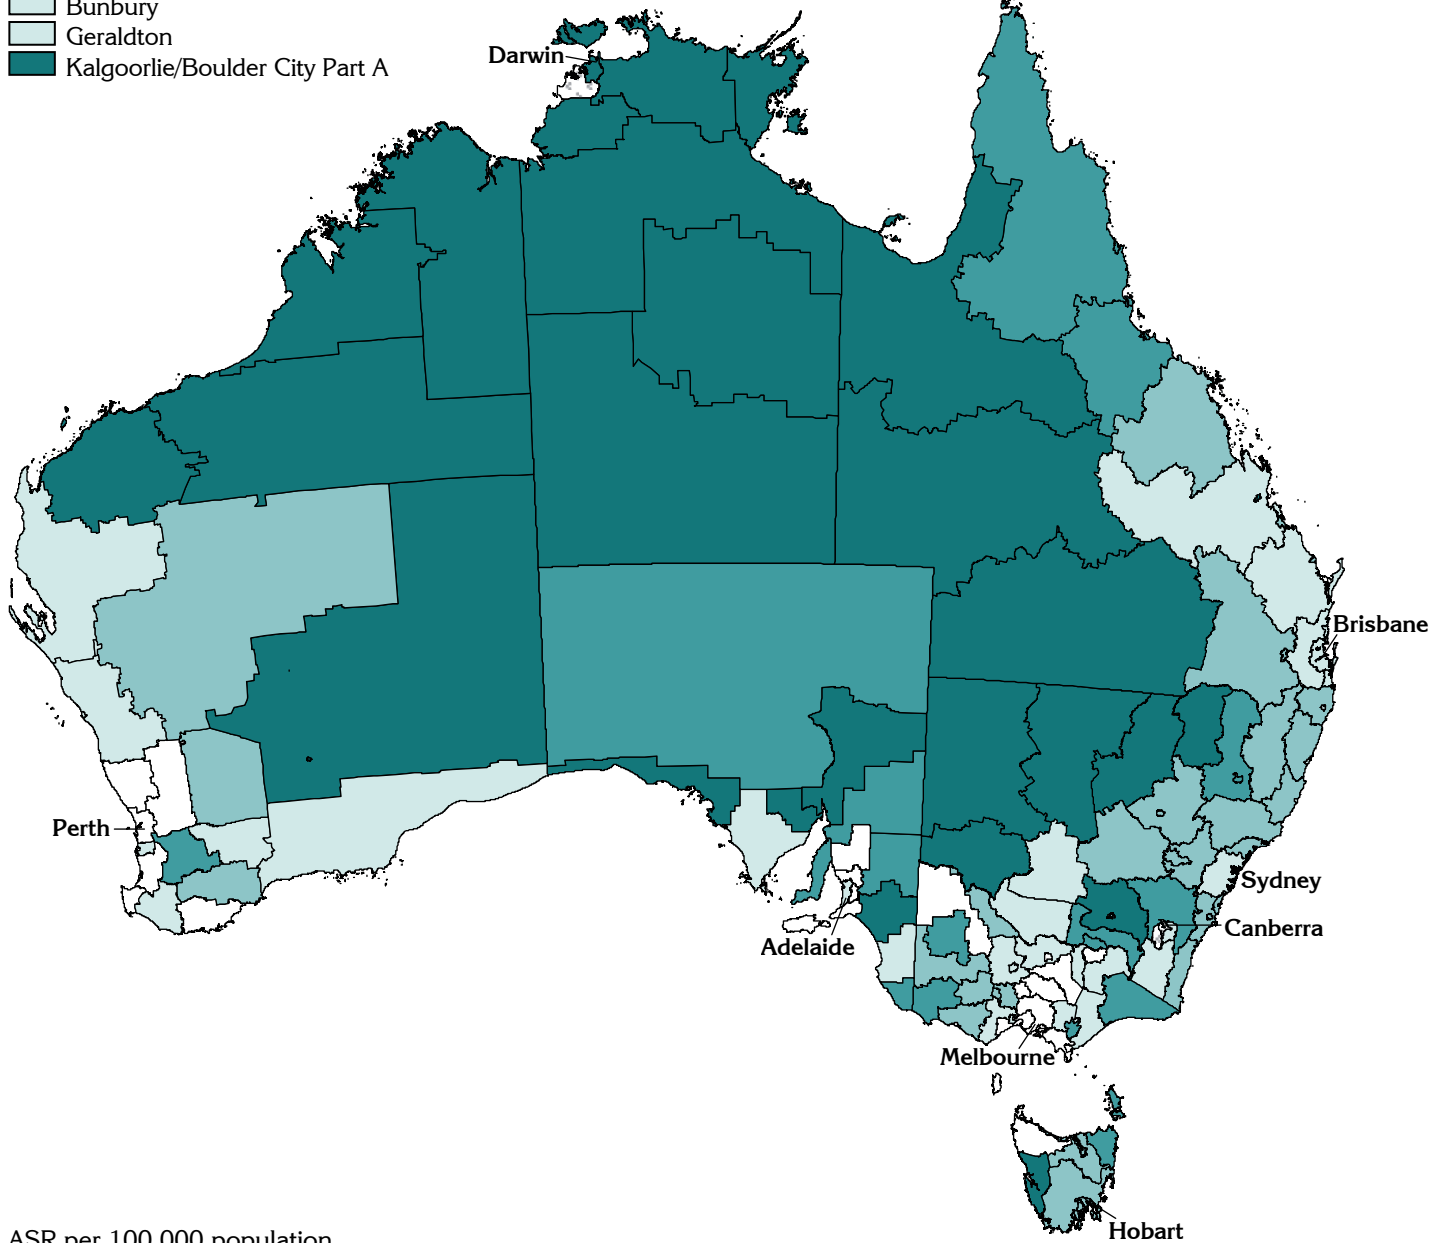 Bunbury
Geraldton
Kalgoorlie/Boulder City Part A
Darwin
Brisbane
Perth
Sydney
Canberra
Adelaide
Melbourne
Hobart
ASR per 100,000 population